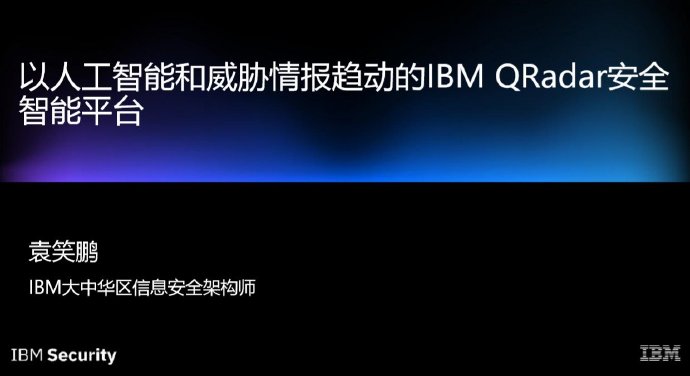 以人工智能和威胁情报趋动的IBM QRadar安全
智能平台
袁笑鹏
IBM大中华区信息安全架构师
IBM Security
IBM